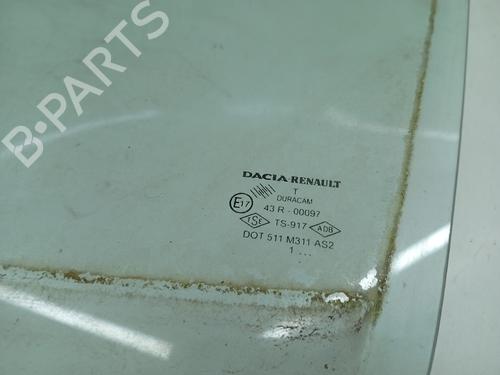 B-PARTS
DACIA-RENAULT
T
DURACAM
E17 43 R - 00097
TSE TS-917 ADB
DOT 511 M311 AS2
1 ...